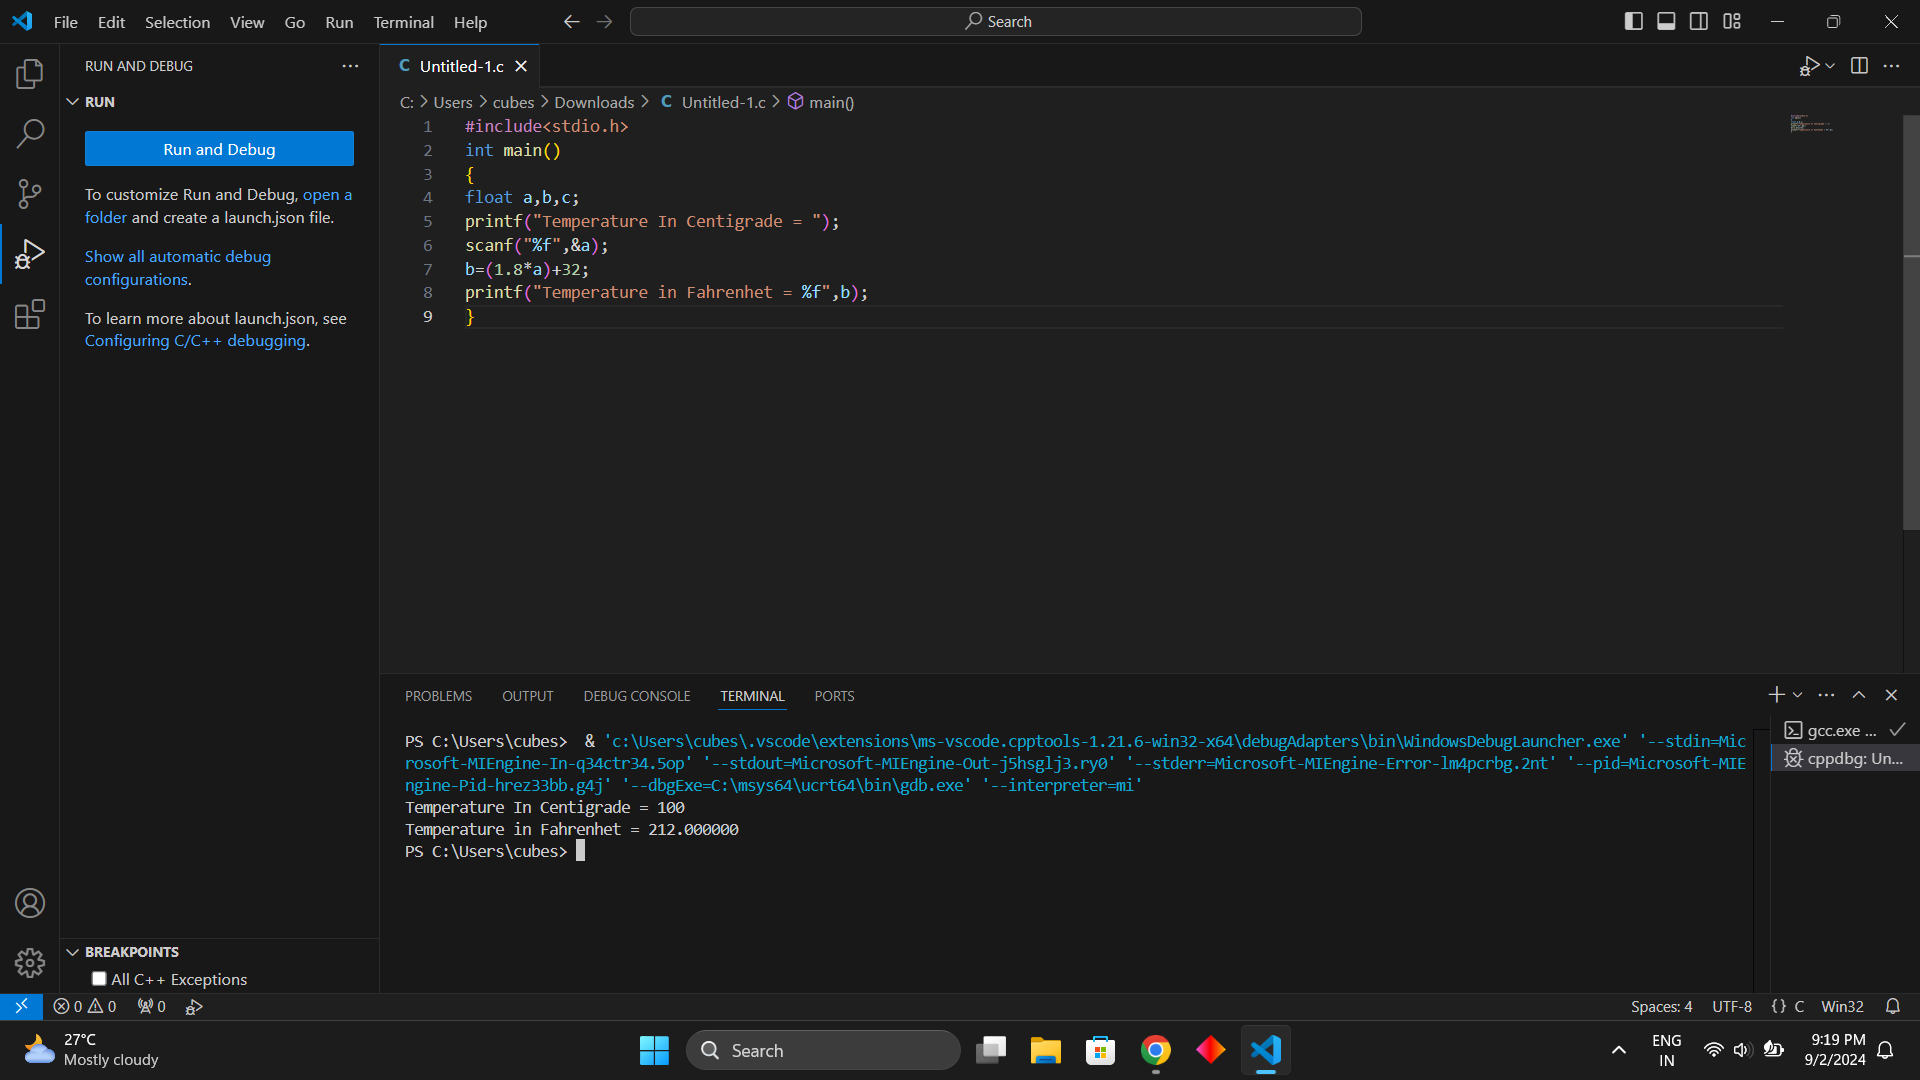 File Edit Selection View Go Run Terminal Help
Search
RUN AND DEBUG
RUN
Run and Debug
To customize Run and Debug, open a
folder and create a launch.json file.
Show all automatic debug
configurations.
To learn more about launch.json, see
Configuring C/C++ debugging.
BREAKPOINTS
All C++ Exceptions
C Untitled-1.c
C: > Users > cubes > Downloads > C Untitled-1.c > main()
1 #include<stdio.h>
2 int main()
3 {
4 float a,b,c;
5 printf("Temperature In Centigrade = ");
6 scanf("%f",&a);
7 b=(1.8*a)+32;
8 printf("Temperature in Fahrenhet = %f",b);
9 }
PROBLEMS OUTPUT DEBUG CONSOLE TERMINAL PORTS
PS C:\Users\cubes>  & 'c:\Users\cubes\.vscode\extensions\ms-vscode.cpptools-1.21.6-win32-x64\debugAdapters\bin\WindowsDebugLauncher.exe' '--stdin=Mic
rosoft-MIEngine-In-q34ctr34.5op' '--stdout=Microsoft-MIEngine-Out-j5hsglj3.ry0' '--stderr=Microsoft-MIEngine-Error-lm4pcrbg.2nt' '--pid=Microsoft-MIE
ngine-Pid-hrez33bb.g4j' '--dbgExe=C:\msys64\ucrt64\bin\gdb.exe' '--interpreter=mi'
Temperature In Centigrade = 100
Temperature in Fahrenhet = 212.000000
PS C:\Users\cubes>
gcc.exe ...
cppdbg: Un...
0 0 0
Spaces: 4 UTF-8 {} C Win32
27°C
Mostly cloudy
Search
ENG
IN
9:19 PM
9/2/2024